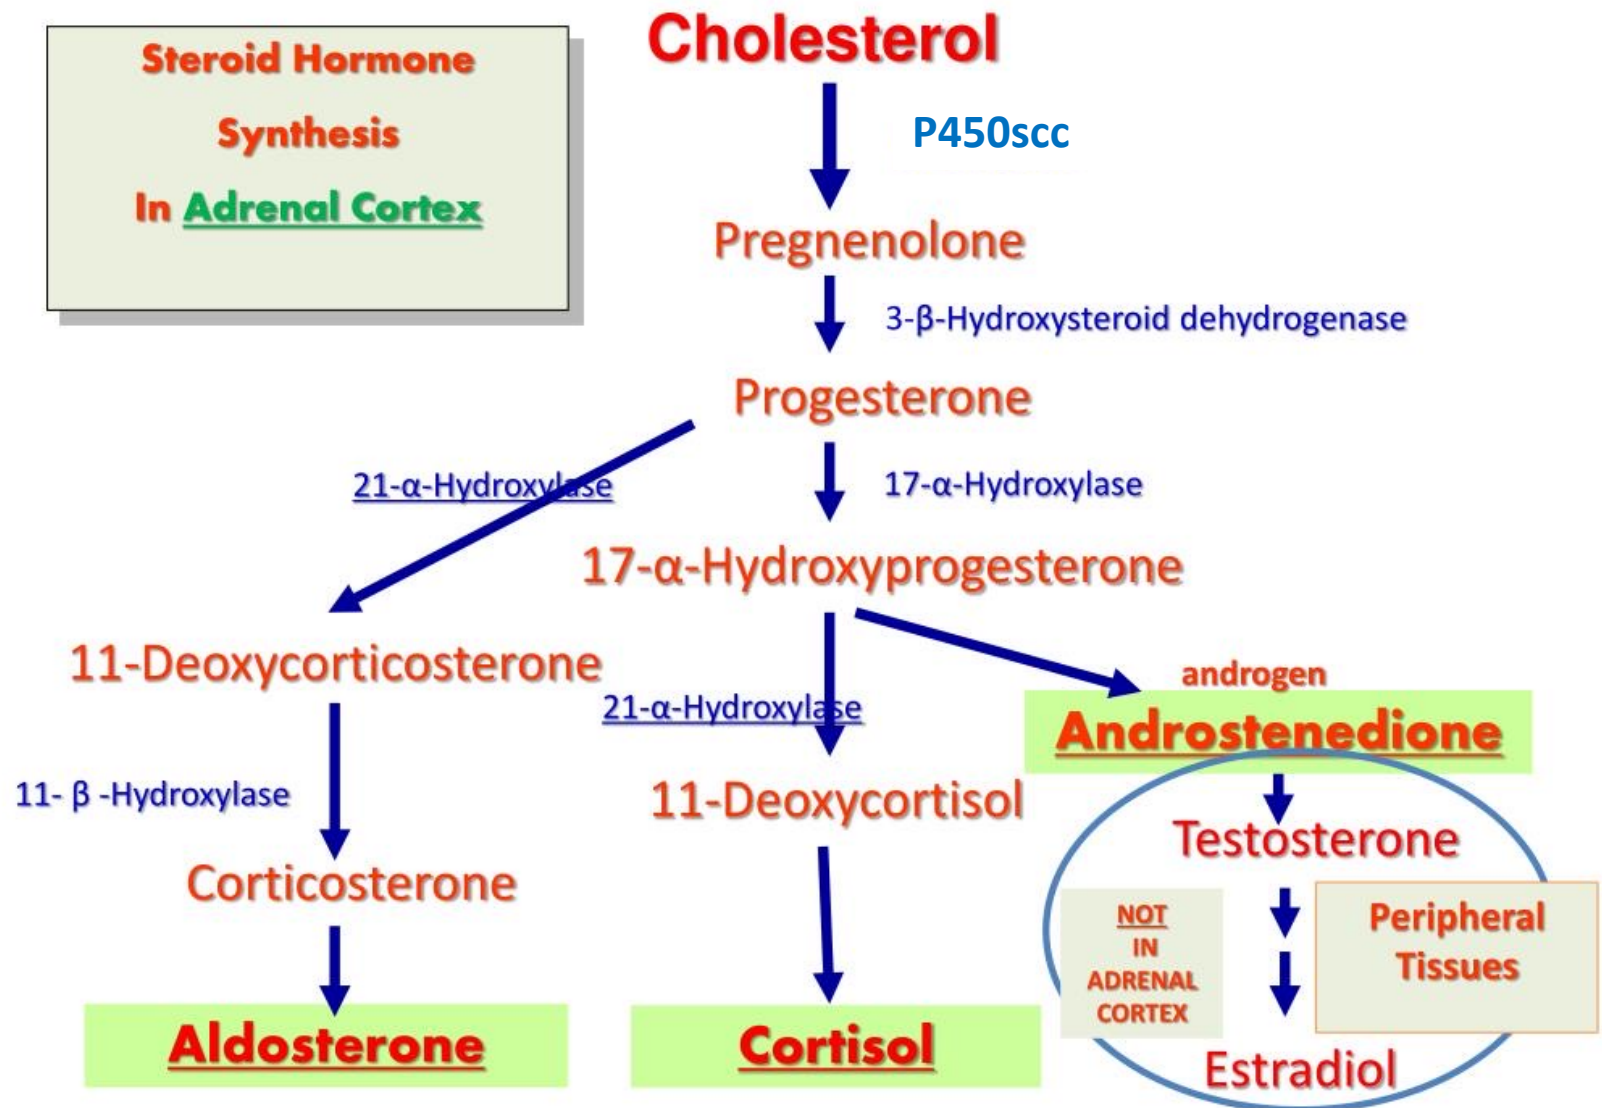 Steroid Hormone
Synthesis
In Adrenal Cortex
Cholesterol
P450scc
Pregnenolone
3-β-Hydroxysteroid dehydrogenase
Progesterone
21-α-Hydroxylase
17-α-Hydroxylase
17-α-Hydroxyprogesterone
11-Deoxycorticosterone
21-α-Hydroxylase
androgen
Androstenedione
11- β -Hydroxylase
11-Deoxycortisol
Testosterone
Corticosterone
NOT
IN
ADRENAL
CORTEX
Peripheral
Tissues
Aldosterone
Cortisol
Estradiol